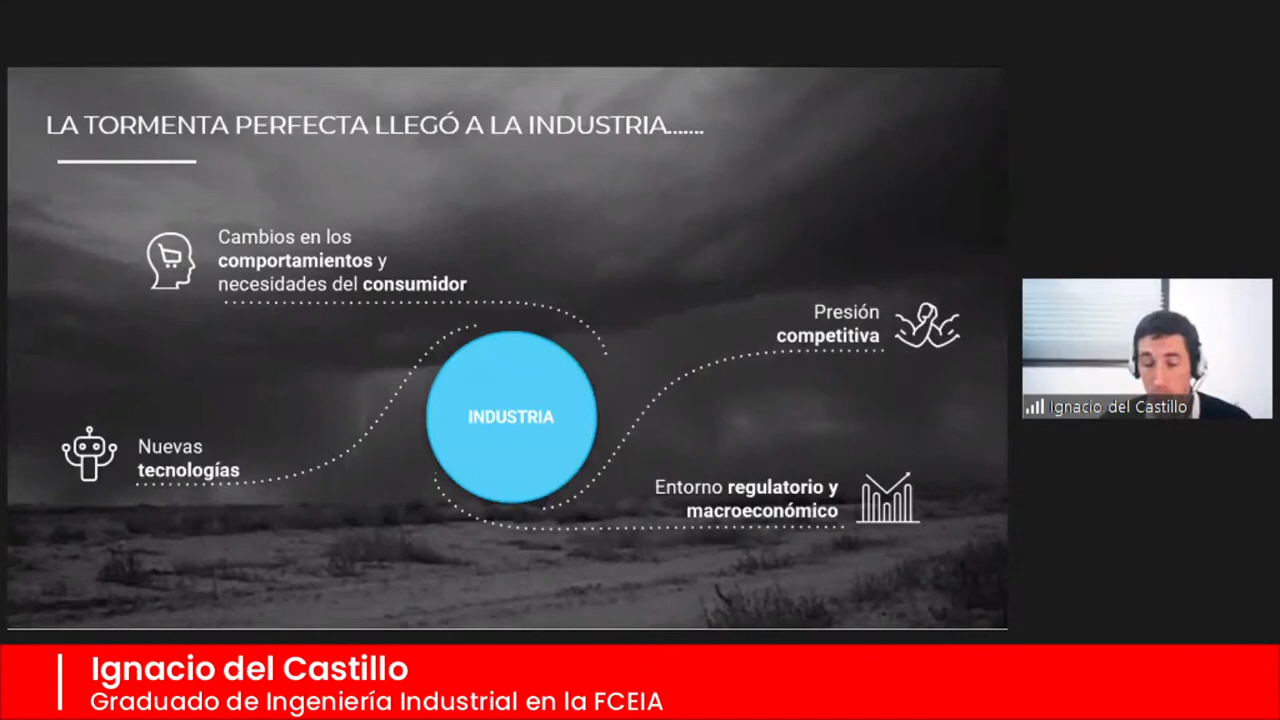 LA TORMENTA PERFECTA LLEGÓ A LA INDUSTRIA.......
Cambios en los
comportamientos y
necesidades del consumidor
Presión
competitiva
INDUSTRIA
Nuevas
tecnologías
Entorno regulatorio y
macroeconómico
Ignacio del Castillo
Ignacio del Castillo
Graduado de Ingeniería Industrial en la FCEIA